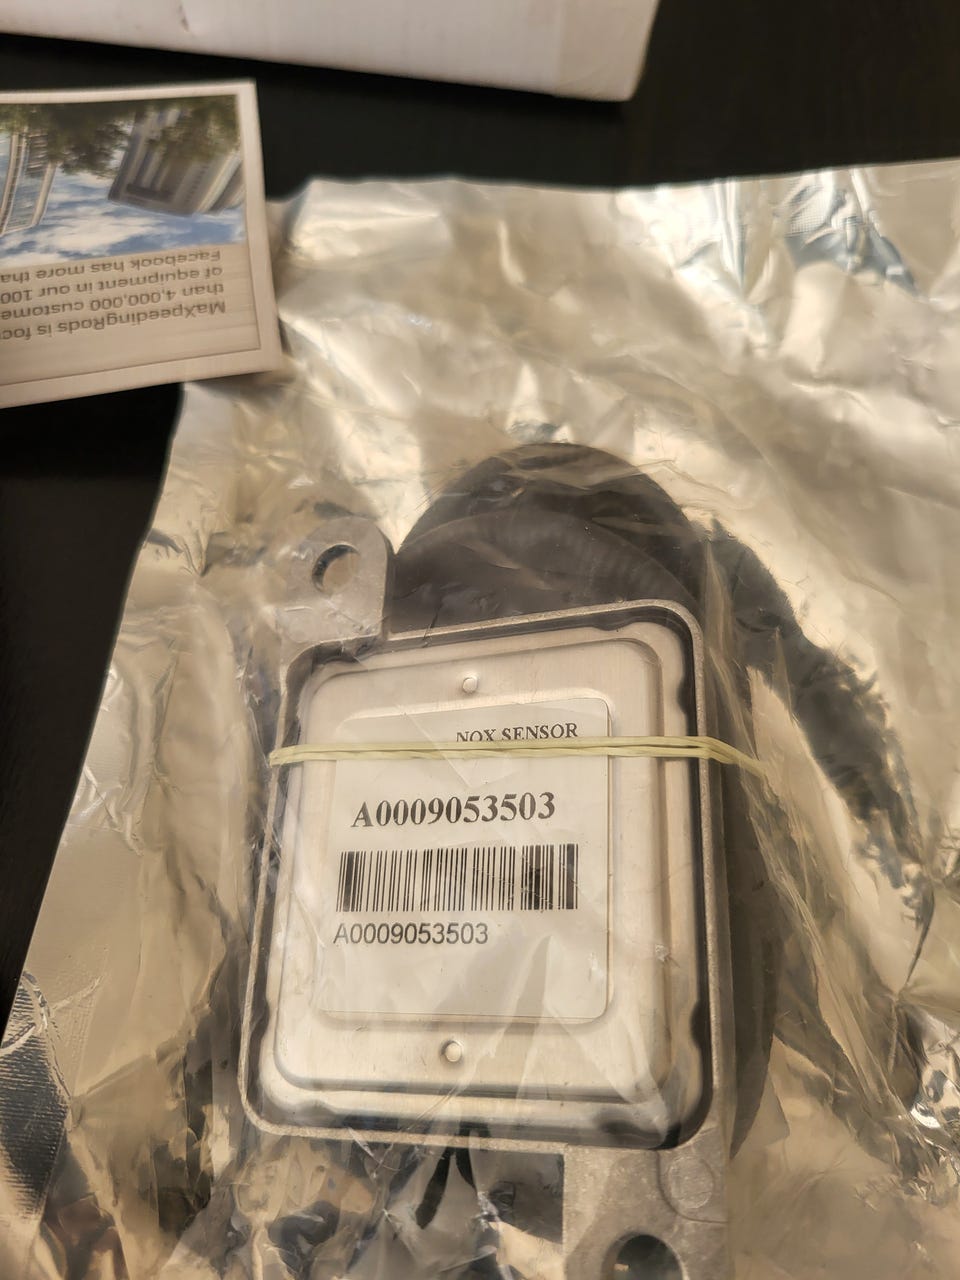 MaXpeedingRods is foc
than 4,000,000 custome
of equipment in our 100
Facebook has more tha
NOX SENSOR
A0009053503
A0009053503